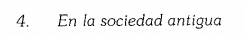 4. En la sociedad antigua